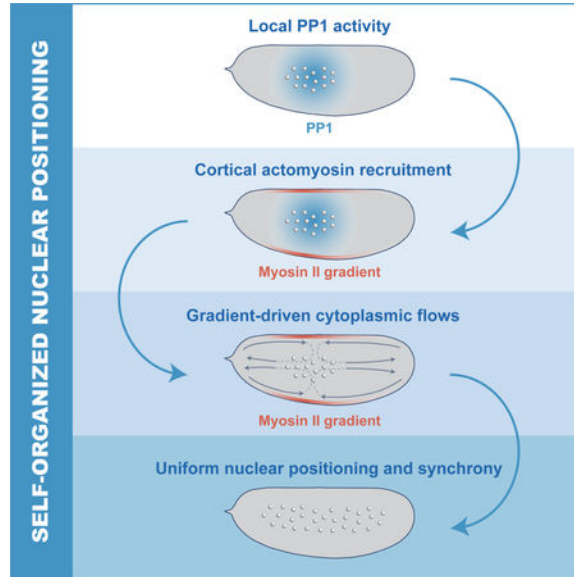 SELF-ORGANIZED NUCLEAR POSITIONING
Local PP1 activity
PP1
Cortical actomyosin recruitment
Myosin II gradient
Gradient-driven cytoplasmic flows
Myosin II gradient
Uniform nuclear positioning and synchrony